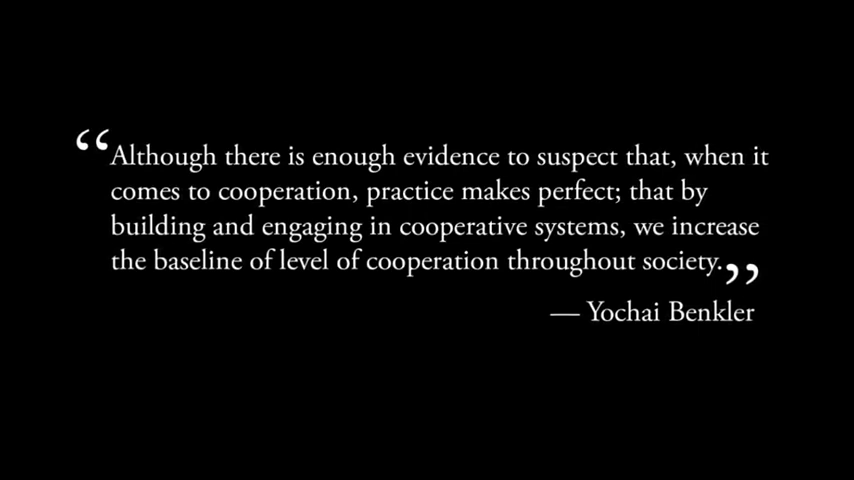 “Although there is enough evidence to suspect that, when it
comes to cooperation, practice makes perfect; that by
building and engaging in cooperative systems, we increase
the baseline of level of cooperation throughout society.”
— Yochai Benkler